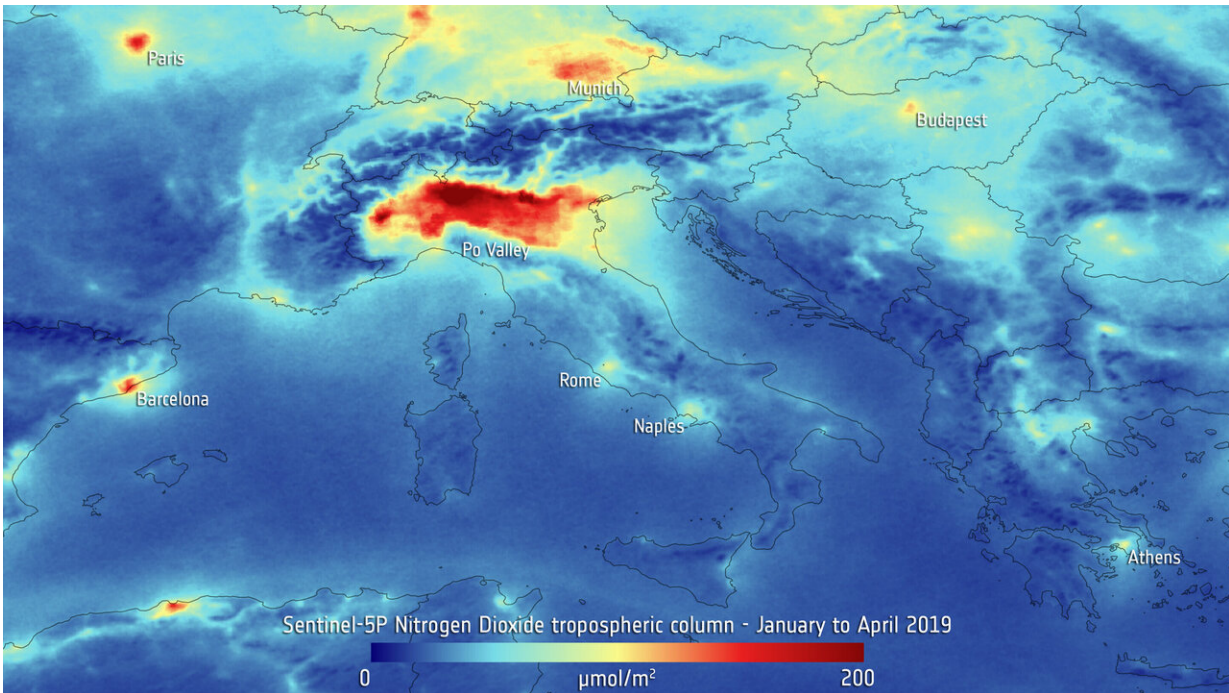 Paris
Munich
Budapest
Po Valley
Rome
Barcelona
Naples
Athens
Sentinel-5P Nitrogen Dioxide tropospheric column - January to April 2019
0 µmol/m² 200